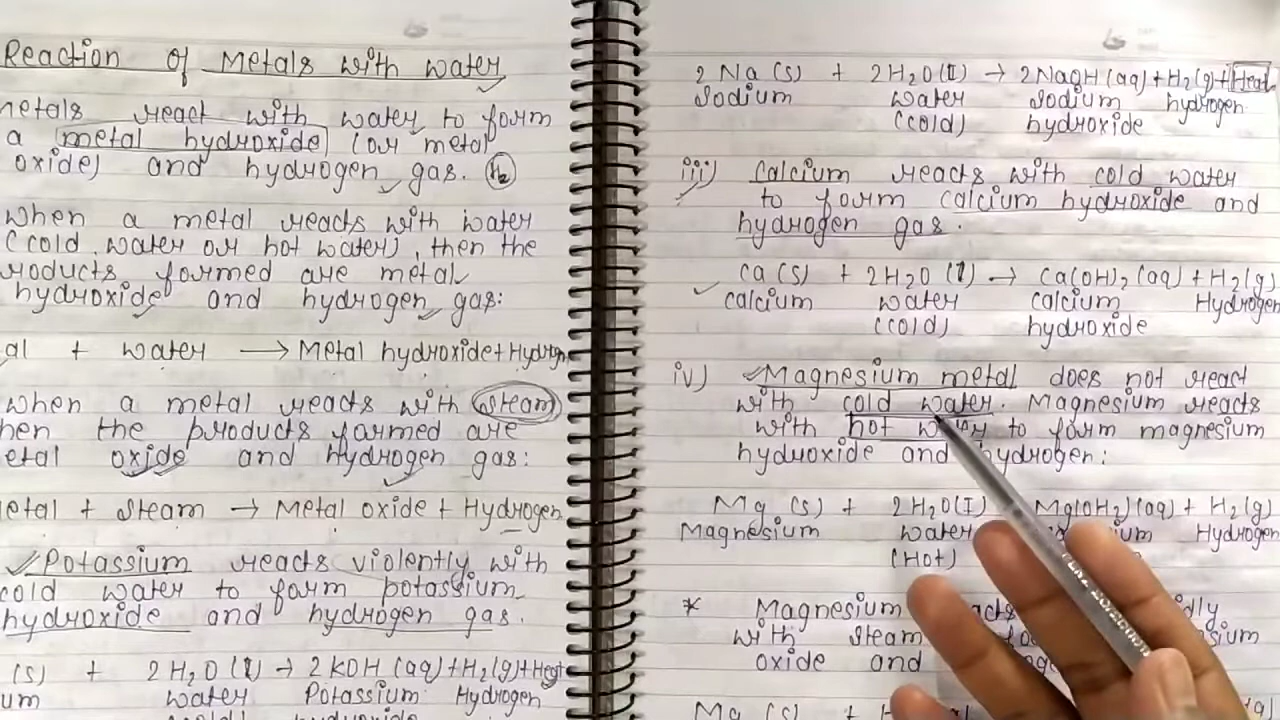 Reaction of Metals with water
metals react with water to form
a metal hydroxide (or metal
oxide) and hydrogen gas. H₂
When a metal reacts with water
(cold water or hot water), then the
roducts formed are metal
hydroxide and hydrogen gas:
al + water → Metal hydroxide + Hydrogn
When a metal reacts with steam
hen the products formed are
etal oxide and hydrogen gas:
letal + steam → Metal oxide + Hydrogen
Potassium reacts violently with
cold water to form potassium
hydroxide and hydrogen gas.
(s) + 2H₂O (l) → 2KOH (aq) + H₂(g) + Heat
um water Potassium Hydrogen
hydroxide
2 Na (s) + 2H₂O (l) → 2NaOH (aq) + H₂(g) + Heat
Sodium water Sodium hydrogen
(cold) hydroxide
iii) Calcium reacts with cold water
to form calcium hydroxide and
hydrogen gas.
Ca (s) + 2H₂O (l) → Ca(OH)₂ (aq) + H₂(g)
calcium water calcium Hydrogen
(cold) hydroxide
iv) Magnesium metal does not react
with cold water. Magnesium reacts
with hot to form magnesium
hydroxide and hydrogen:
Mg (s) + 2H₂O(l) Mg(OH₂)(aq) + H₂(g)
Magnesium water Hydrogen
(Hot)
* Magnesium
with steam
oxide and
Mg (s) +